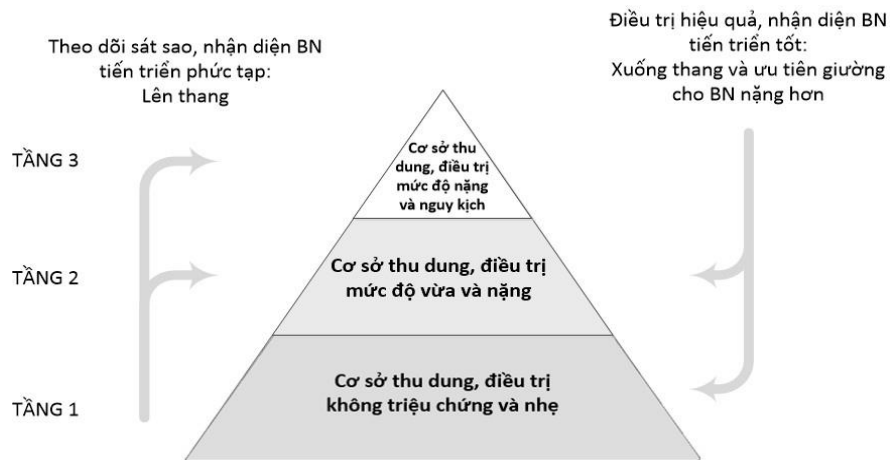 Theo dõi sát sao, nhận diện BN
tiến triển phức tạp:
Lên thang
Điều trị hiệu quả, nhận diện BN
tiến triển tốt:
Xuống thang và ưu tiên giường
cho BN nặng hơn
TẦNG 3
Cơ sở thu
dung, điều trị
mức độ nặng
và nguy kịch
TẦNG 2
Cơ sở thu dung, điều trị
mức độ vừa và nặng
TẦNG 1
Cơ sở thu dung, điều trị
không triệu chứng và nhẹ